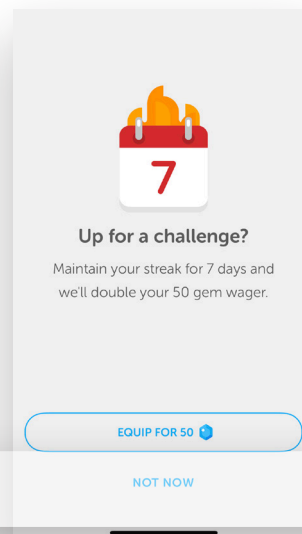 7
Up for a challenge?
Maintain your streak for 7 days and
we'll double your 50 gem wager.
EQUIP FOR 50
NOT NOW